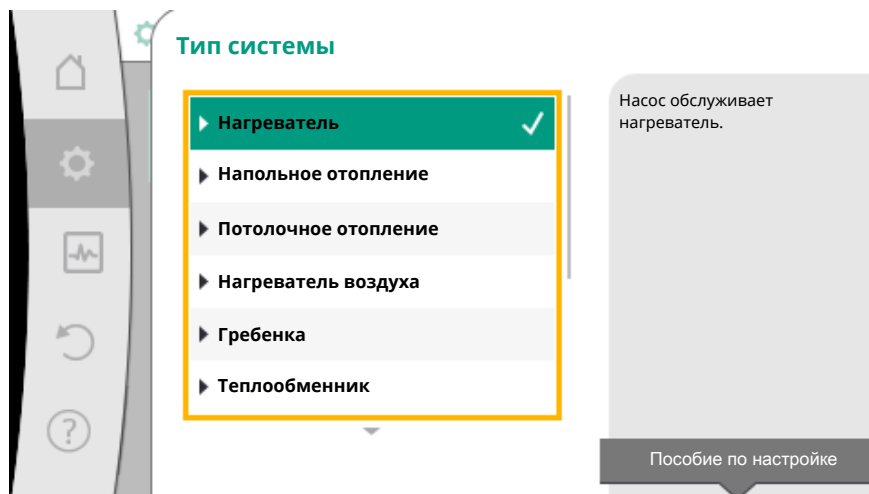 Тип системы
Нагреватель
Напольное отопление
Потолочное отопление
Нагреватель воздуха
Гребенка
Теплообменник
Насос обслуживает
нагреватель.
Пособие по настройке
?